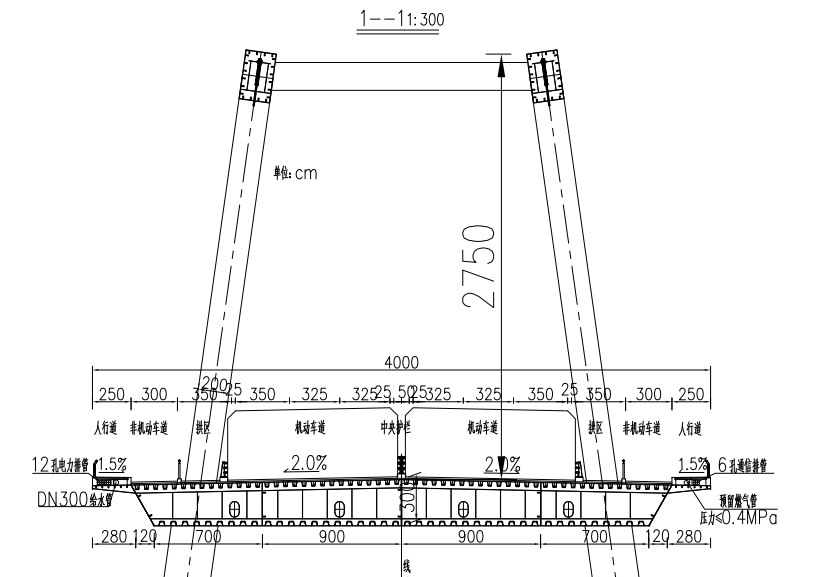 1--1 1:300
单位: cm
2750
4000
250 300 350 200 25 350 325 325 25 50 25 325 350 25 350 300 250
人行道 非机动车道 拱区 机动车道 中央护栏 机动车道 拱区 非机动车道 人行道
12孔电力排管 1.5% 2.0% 2.0% 1.5% 6孔通信排管
DN300给水管 300 预留燃气管
压力≤0.4MPa
280 120 700 900 900 700 120 280
线